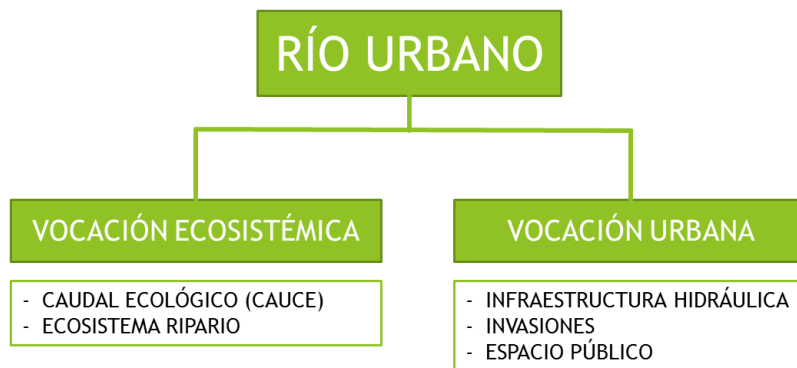 RÍO URBANO
VOCACIÓN ECOSISTÉMICA
- CAUDAL ECOLÓGICO (CAUCE)
- ECOSISTEMA RIPARIO
VOCACIÓN URBANA
- INFRAESTRUCTURA HIDRÁULICA
- INVASIONES
- ESPACIO PÚBLICO